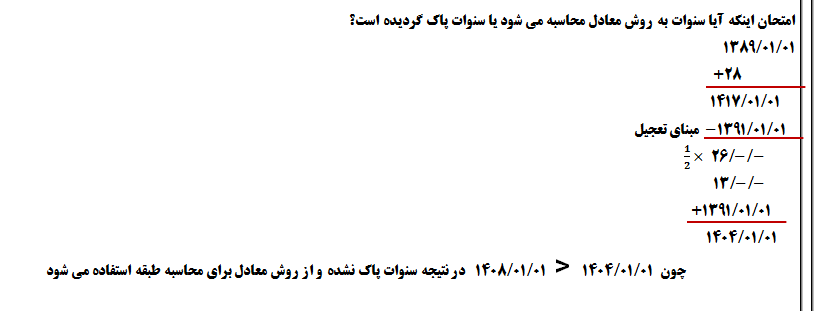 امتحان اینکه آیا سنوات به روش معادل محاسبه می شود یا سنوات پاک گردیده است؟
۱۳۸۹/۰۱/۰۱
+۲۸
۱۴۱۷/۰۱/۰۱
−۱۳۹۱/۰۱/۰۱ مبنای تعجیل
½ × ۲۶/−/−
۱۳/−/−
+۱۳۹۱/۰۱/۰۱
۱۴۰۴/۰۱/۰۱
چون ۱۴۰۴/۰۱/۰۱ < ۱۴۰۸/۰۱/۰۱ در نتیجه سنوات پاک نشده و از روش معادل برای محاسبه طبقه استفاده می شود